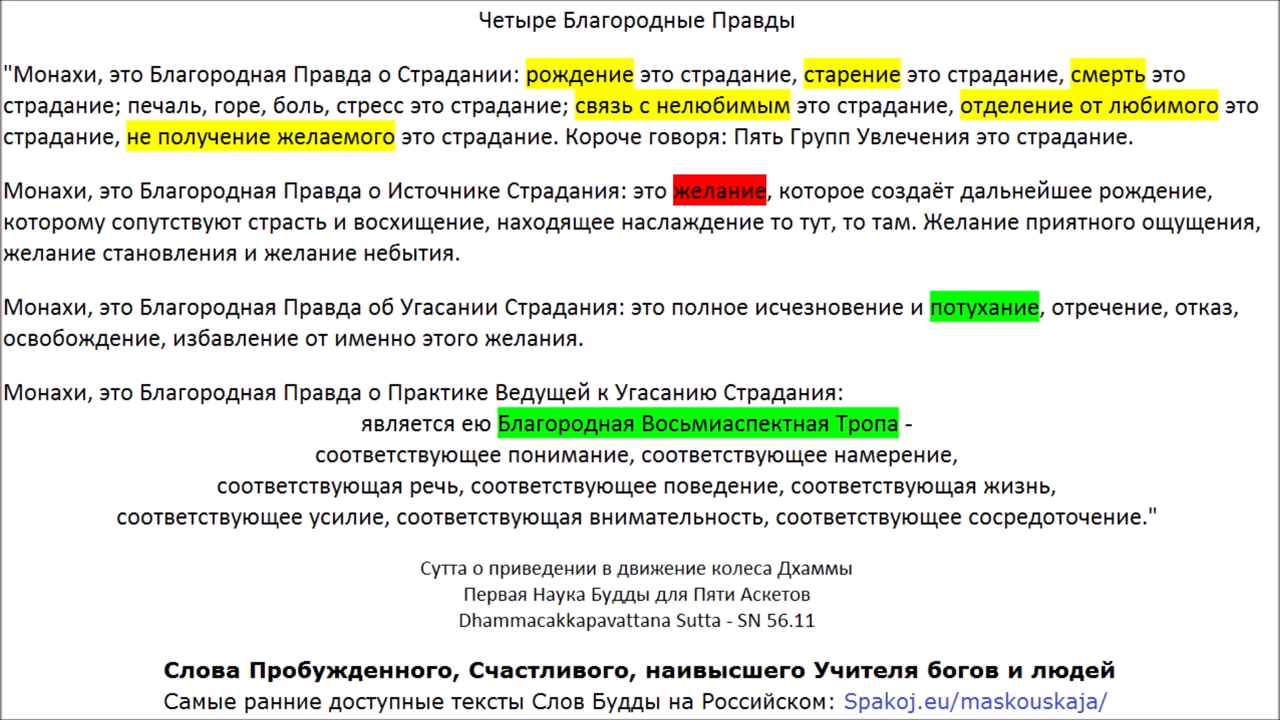 Четыре Благородные Правды
"Монахи, это Благородная Правда о Страдании: рождение это страдание, старение это страдание, смерть это
страдание; печаль, горе, боль, стресс это страдание; связь с нелюбимым это страдание, отделение от любимого это
страдание, не получение желаемого это страдание. Короче говоря: Пять Групп Увлечения это страдание.
Монахи, это Благородная Правда о Источнике Страдания: это желание, которое создаёт дальнейшее рождение,
которому сопутствуют страсть и восхищение, находящее наслаждение то тут, то там. Желание приятного ощущения,
желание становления и желание небытия.
Монахи, это Благородная Правда об Угасании Страдания: это полное исчезновение и потухание, отречение, отказ,
освобождение, избавление от именно этого желания.
Монахи, это Благородная Правда о Практике Ведущей к Угасанию Страдания:
является ею Благородная Восьмиаспектная Тропа -
соответствующее понимание, соответствующее намерение,
соответствующая речь, соответствующее поведение, соответствующая жизнь,
соответствующее усилие, соответствующая внимательность, соответствующее сосредоточение."
Сутта о приведении в движение колеса Дхаммы
Первая Наука Будды для Пяти Аскетов
Dhammacakkapavattana Sutta - SN 56.11
Слова Пробужденного, Счастливого, наивысшего Учителя богов и людей
Самые ранние доступные тексты Слов Будды на Российском: Spakoj.eu/maskouskaja/